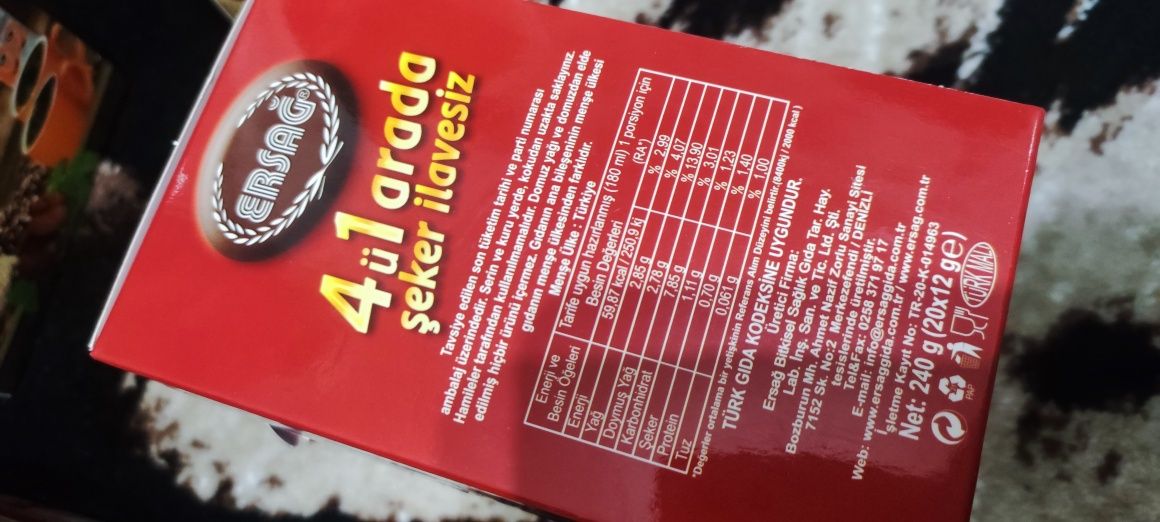 ERSAĞ®
4 ü 1 arada
şeker ilavesiz
Tavsiye edilen son tüketim tarihi ve parti numarası
ambalaj üzerindedir. Serin ve kuru yerde, kokudan uzakta saklayınız.
Hamileler tarafından kullanılmamalıdır. Domuz yağı ve domuzdan elde
edilmiş hiçbir ürünü içermez. Gıdanın ana bileşeninin menşe ülkesi
gıdanın menşe ülkesinden farklıdır.
Menşe Ülke : Türkiye
Enerji ve Besin Öğeleri Tarife uygun hazırlanmış (180 ml) Besin Değerleri 1 porsiyon için (RA*)
Enerji 59.87 kcal / 250,9 kj % 2,99
Yağ 2,85 g % 4,07
Doymuş Yağ 2,78 g % 13,90
Karbonhidrat 7,85 g % 3,01
Şeker 1,11 g % 1,23
Protein 0,70 g % 1,40
Tuz 0,061 g % 1,00
*Değerler ortalama bir yetişkinin Referans Alım Düzeyini belirtir.(8400kj / 2000 kcal)
TÜRK GIDA KODEKSİNE UYGUNDUR.
Üretici Firma:
Ersağ Bitkisel Sağlık Gıda Tar. Hay.
Lab. İnş. San. ve Tic. Ltd. Şti.
Bozburun Mh. Ahmet Nazif Zorlu Sanayi Sitesi
7152 Sk. No:2 Merkezefendi / DENİZLİ
tesislerinde üretilmiştir.
Tel&Fax: 0258 371 97 17
E-mail: info@ersaggida.com.tr
Web: www.ersaggida.com.tr / www.ersag.com.tr
İşletme Kayıt No: TR-20-K-014963
Net: 240 g (20x12 g℮)
PAP
TÜRK MALI